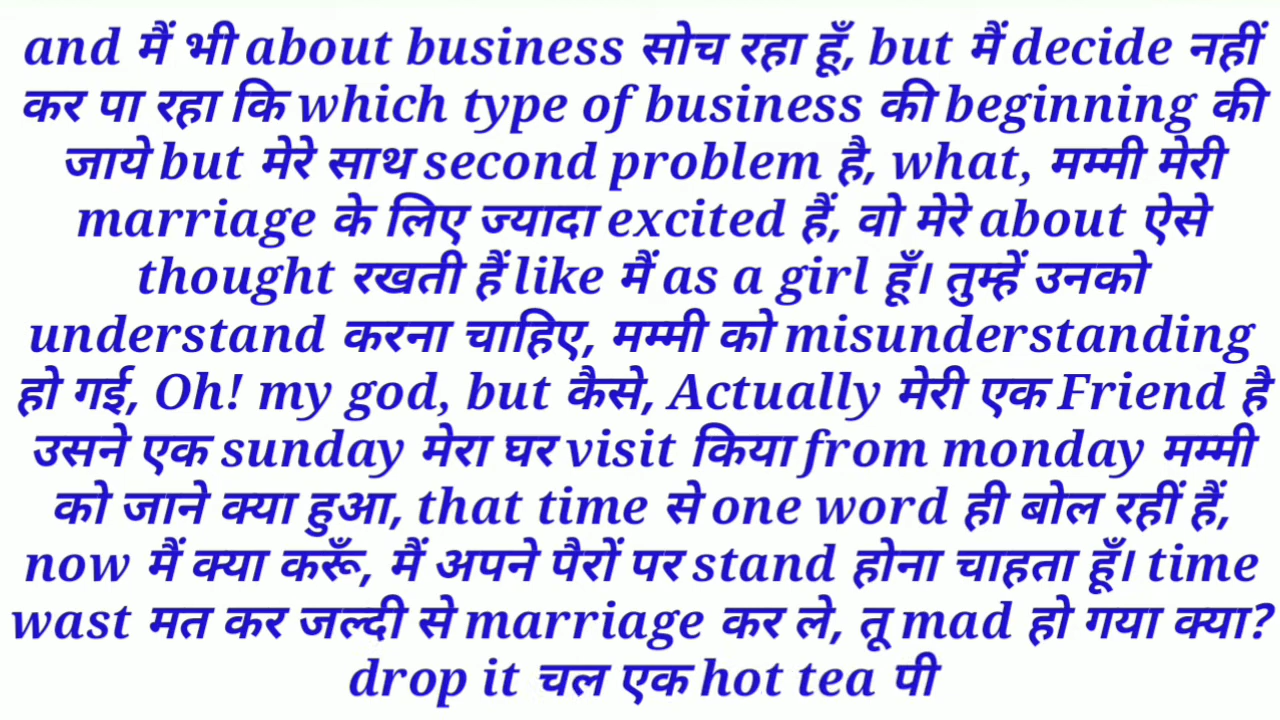 and मैं भी about business सोच रहा हूँ, but मैं decide नहीं
कर पा रहा कि which type of business की beginning की
जाये but मेरे साथ second problem है, what, मम्मी मेरी
marriage के लिए ज्यादा excited हैं, वो मेरे about ऐसे
thought रखती हैं like मैं as a girl हूँ। तुम्हें उनको
understand करना चाहिए, मम्मी को misunderstanding
हो गई, Oh! my god, but कैसे, Actually मेरी एक Friend है
उसने एक sunday मेरा घर visit किया from monday मम्मी
को जाने क्या हुआ, that time से one word ही बोल रहीं हैं,
now मैं क्या करूँ, मैं अपने पैरों पर stand होना चाहता हूँ। time
wast मत कर जल्दी से marriage कर ले, तू mad हो गया क्या?
drop it चल एक hot tea पी